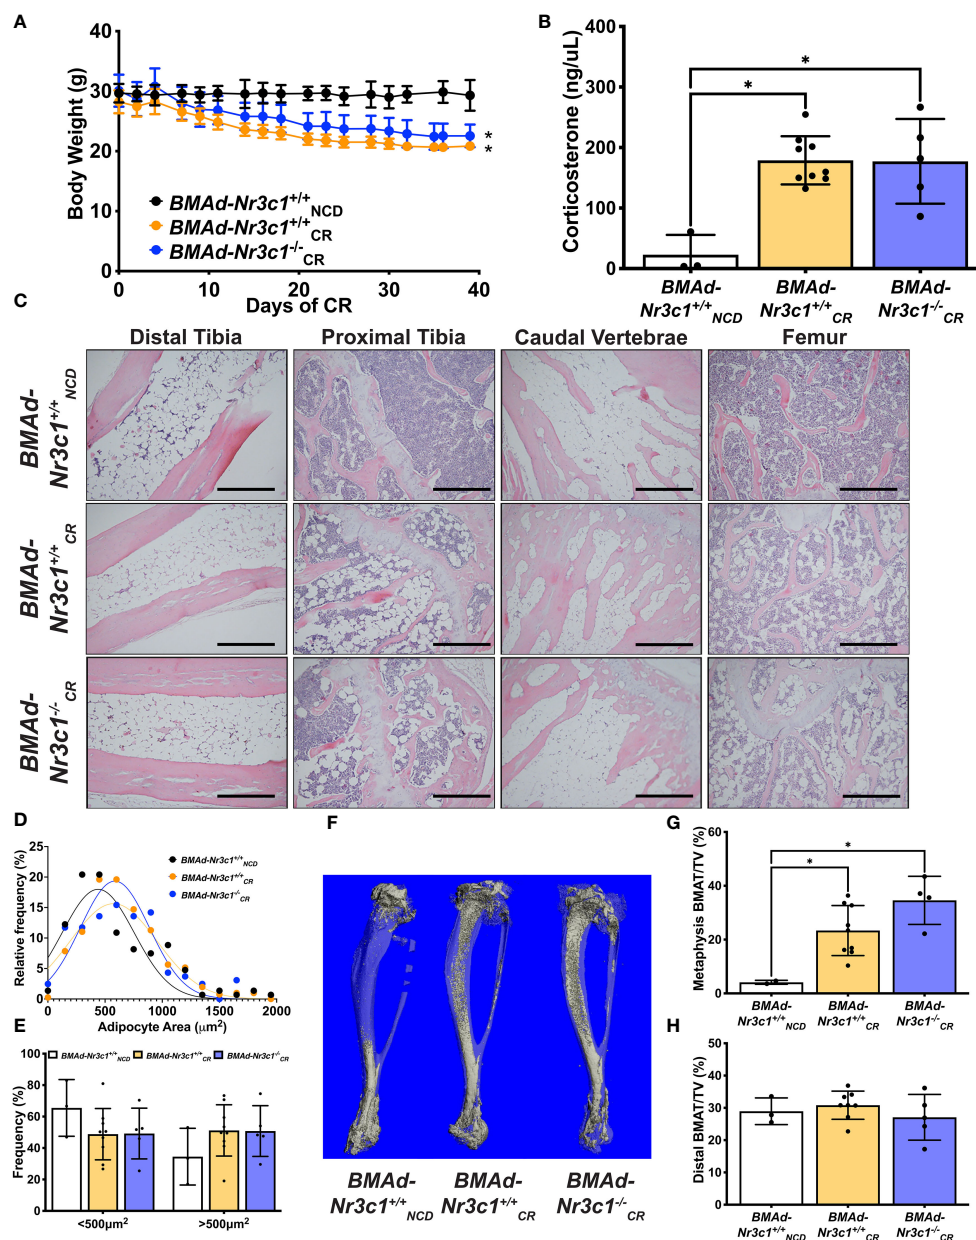 A
40
30
20
10
0
Body Weight (g)
0 10 20 30 40
Days of CR
*
*
BMAd-Nr3c1+/+NCD
BMAd-Nr3c1+/+CR
BMAd-Nr3c1-/-CR
B
400
300
200
100
0
Corticosterone (ng/uL)
*
*
BMAd-
Nr3c1+/+NCD
BMAd-
Nr3c1+/+CR
BMAd-
Nr3c1-/-CR
C
Distal Tibia Proximal Tibia Caudal Vertebrae Femur
BMAd-
Nr3c1+/+NCD
BMAd-
Nr3c1+/+CR
BMAd-
Nr3c1-/-CR
D
25
20
15
10
5
0
Relative frequency (%)
0 500 1000 1500 2000
Adipocyte Area (μm²)
BMAd-Nr3c1+/+NCD
BMAd-Nr3c1+/+CR
BMAd-Nr3c1-/-CR
E
100
80
60
40
20
0
Frequency (%)
BMAd-Nr3c1+/+NCD BMAd-Nr3c1+/+CR BMAd-Nr3c1-/-CR
<500μm² >500μm²
F
BMAd-
Nr3c1+/+NCD
BMAd-
Nr3c1+/+CR
BMAd-
Nr3c1-/-CR
G
60
40
20
0
Metaphysis BMAT/TV (%)
*
*
BMAd-
Nr3c1+/+NCD
BMAd-
Nr3c1+/+CR
BMAd-
Nr3c1-/-CR
H
50
40
30
20
10
0
Distal BMAT/TV (%)
BMAd-
Nr3c1+/+NCD
BMAd-
Nr3c1+/+CR
BMAd-
Nr3c1-/-CR